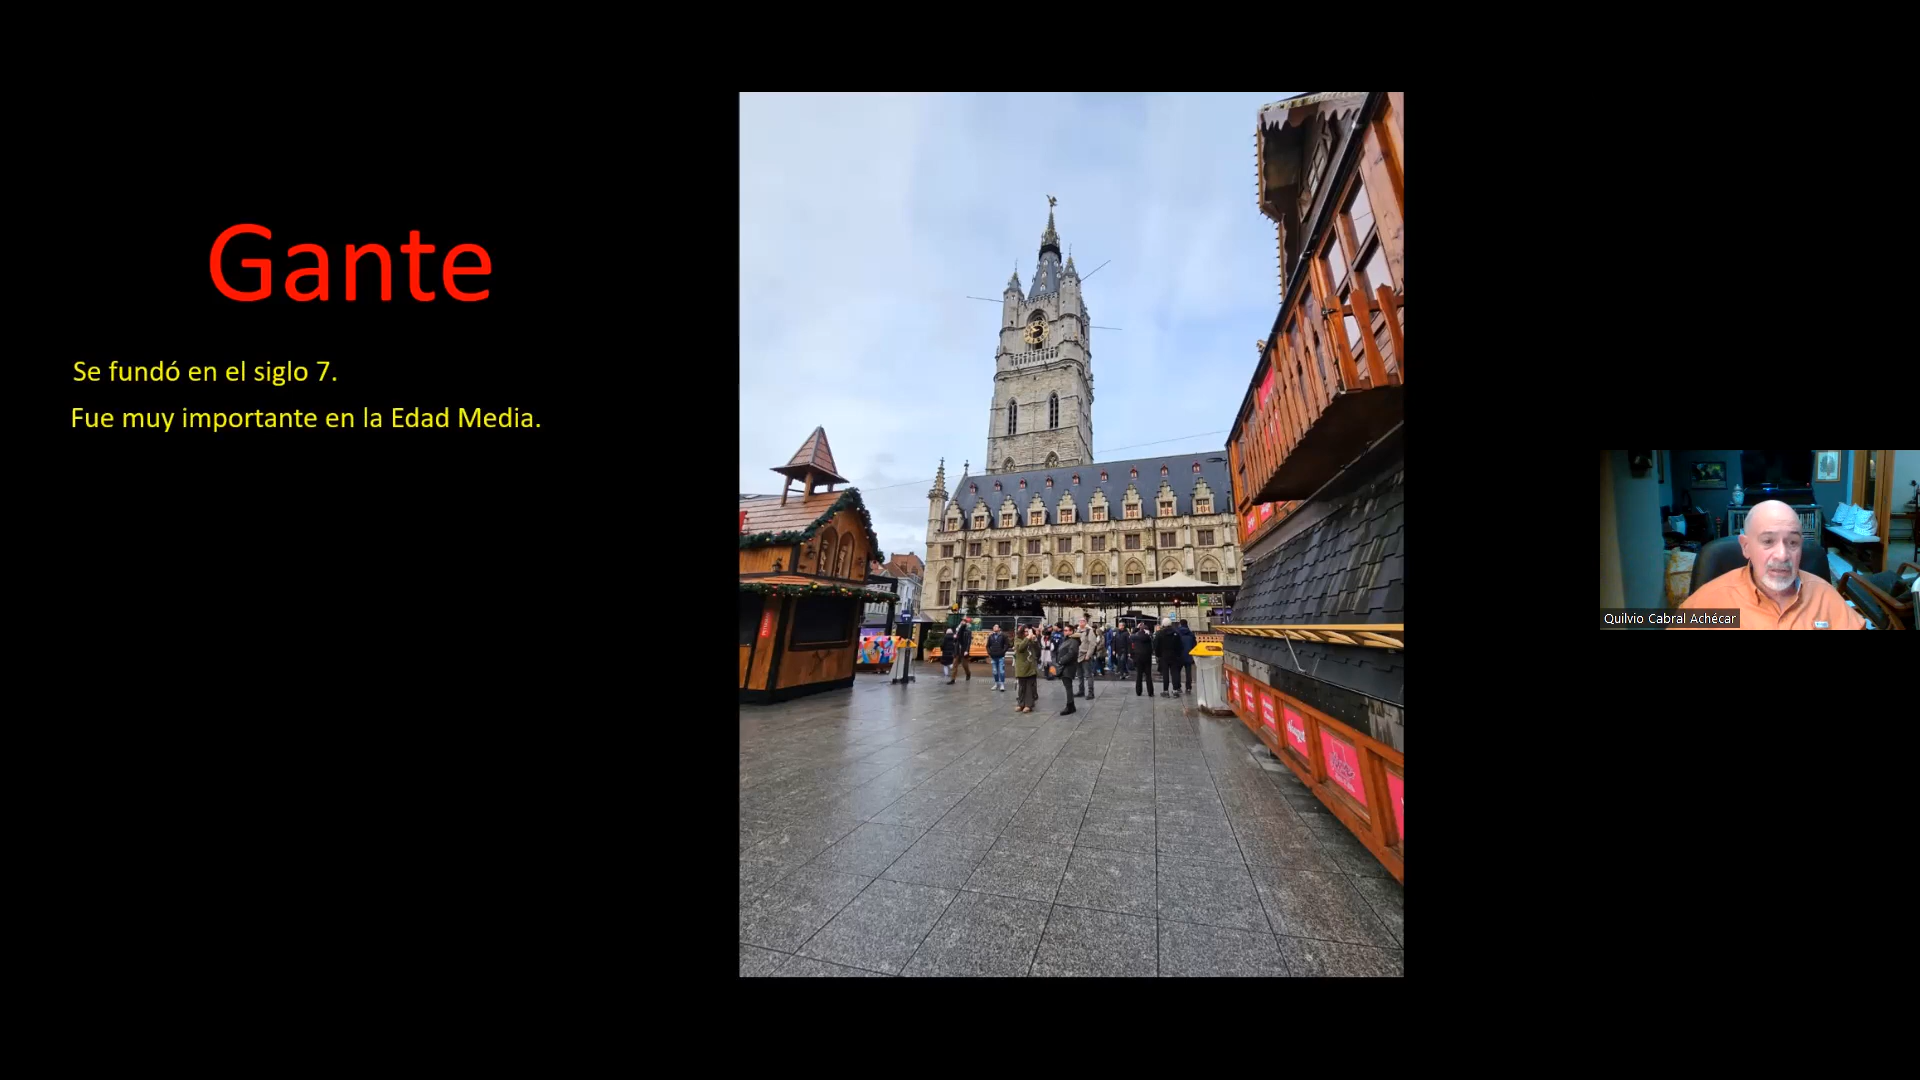 Gante
Se fundó en el siglo 7.
Fue muy importante en la Edad Media.
Quilvio Cabral Achécar